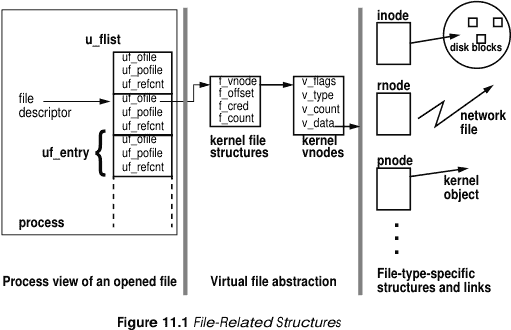 u_flist
uf_ofile
uf_pofile
uf_refcnt
file
descriptor
uf_ofile
uf_pofile
uf_refcnt
uf_entry
uf_ofile
uf_pofile
uf_refcnt
process
Process view of an opened file
f_vnode
f_offset
f_cred
f_count
kernel file
structures
v_flags
v_type
v_count
v_data
kernel
vnodes
Virtual file abstraction
inode
disk blocks
rnode
network
file
pnode
kernel
object
File-type-specific
structures and links
Figure 11.1 File-Related Structures